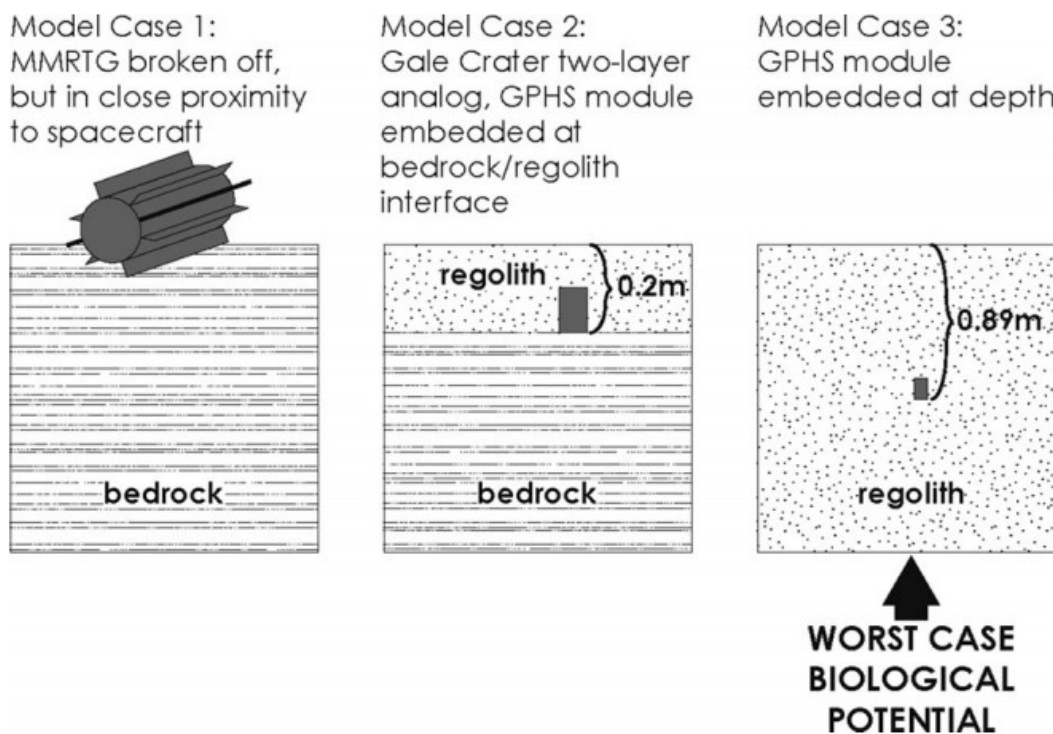 Model Case 1:
MMRTG broken off,
but in close proximity
to spacecraft
bedrock
Model Case 2:
Gale Crater two-layer
analog, GPHS module
embedded at
bedrock/regolith
interface
regolith
0.2m
bedrock
Model Case 3:
GPHS module
embedded at depth
0.89m
regolith
WORST CASE
BIOLOGICAL
POTENTIAL